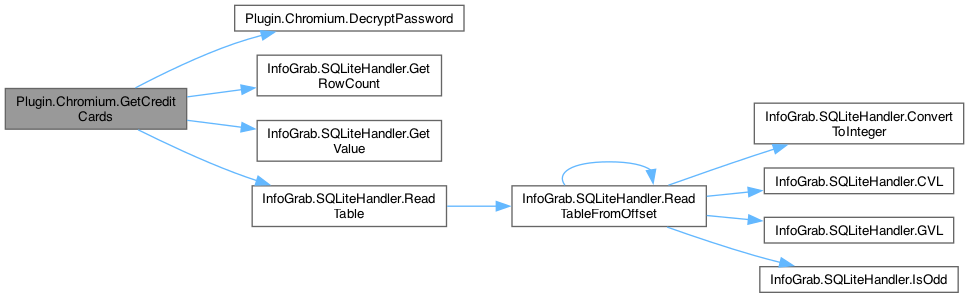 Plugin.Chromium.DecryptPassword
InfoGrab.SQLiteHandler.Get
RowCount
Plugin.Chromium.GetCredit
Cards
InfoGrab.SQLiteHandler.Get
Value
InfoGrab.SQLiteHandler.Read
Table
InfoGrab.SQLiteHandler.Read
TableFromOffset
InfoGrab.SQLiteHandler.Convert
ToInteger
InfoGrab.SQLiteHandler.CVL
InfoGrab.SQLiteHandler.GVL
InfoGrab.SQLiteHandler.IsOdd